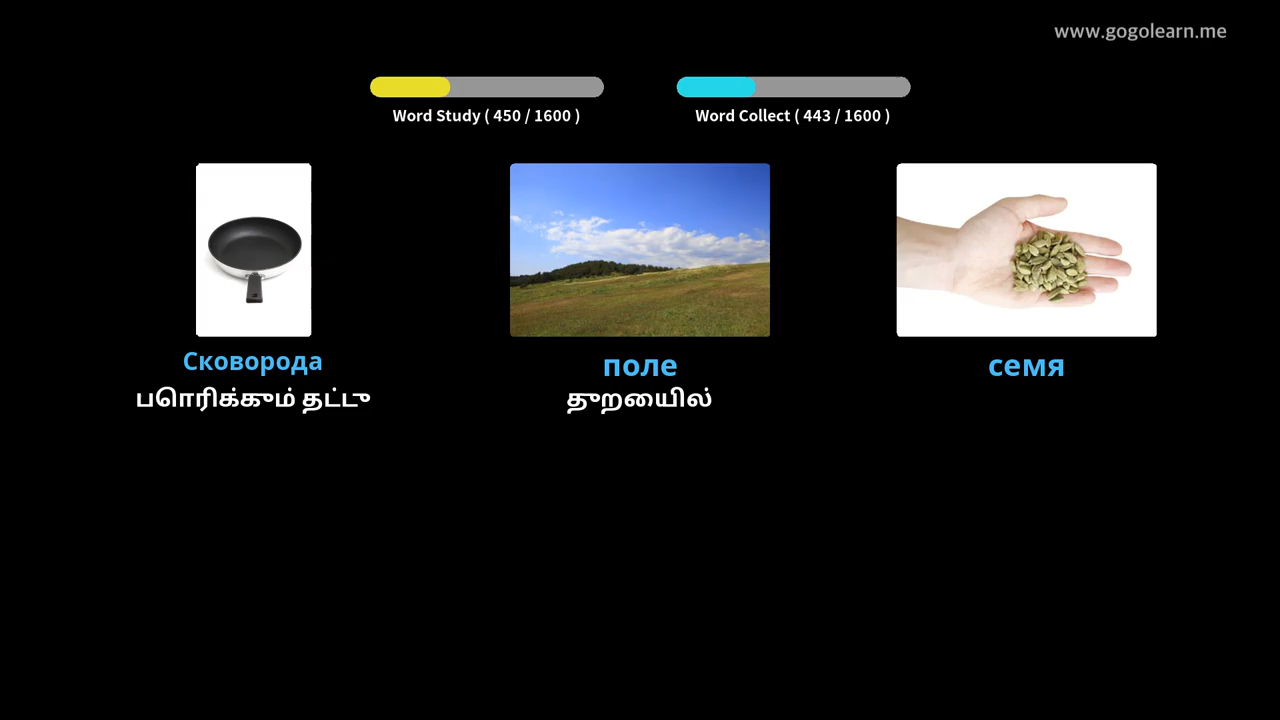 www.gogolearn.me
Word Study ( 450 / 1600 )
Word Collect ( 443 / 1600 )
Сковорода
பொரிக்கும் தட்டு
поле
துறையில்
семя